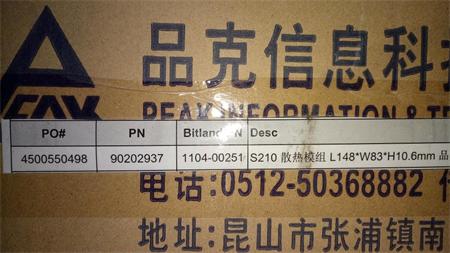 品克信息科技
PEAK INFORMATION & T
PO# PN Bitland PN Desc
4500550498 90202937 1104-00251 S210 散热模组 L148*W83*H10.6mm 品
电话:0512-50368882
地址:昆山市张浦镇南